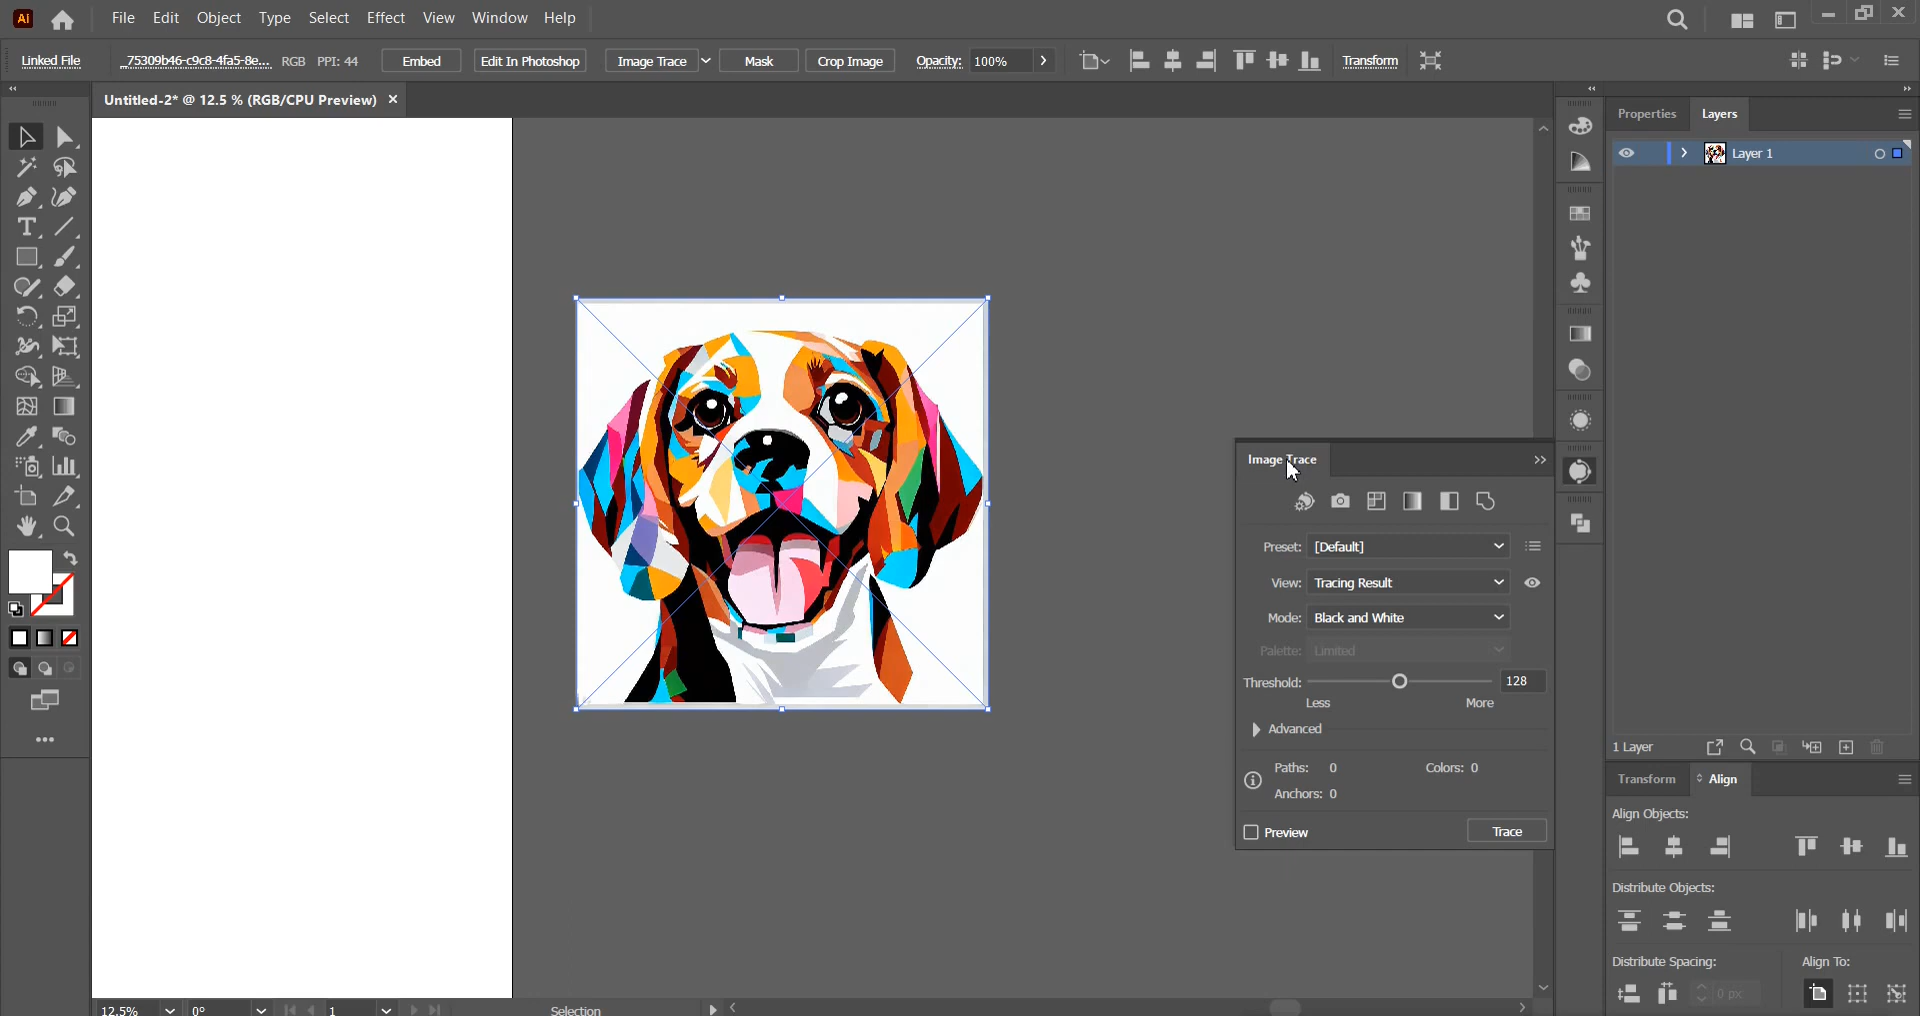 Ai File Edit Object Type Select Effect View Window Help
Linked File _75309b46-c9c8-4fa5-8e... RGB PPI: 44 Embed Edit In Photoshop Image Trace Mask Crop Image Opacity: 100% Transform
Untitled-2* @ 12.5 % (RGB/CPU Preview)
Properties Layers
Layer 1
Image Trace
Preset: [Default]
View: Tracing Result
Mode: Black and White
Palette: Limited
Threshold: 128
Less More
Advanced
Paths: 0 Colors: 0
Anchors: 0
Preview Trace
1 Layer
Transform Align
Align Objects:
Distribute Objects:
Distribute Spacing: Align To:
0 px
12.5% 0° 1 Selection